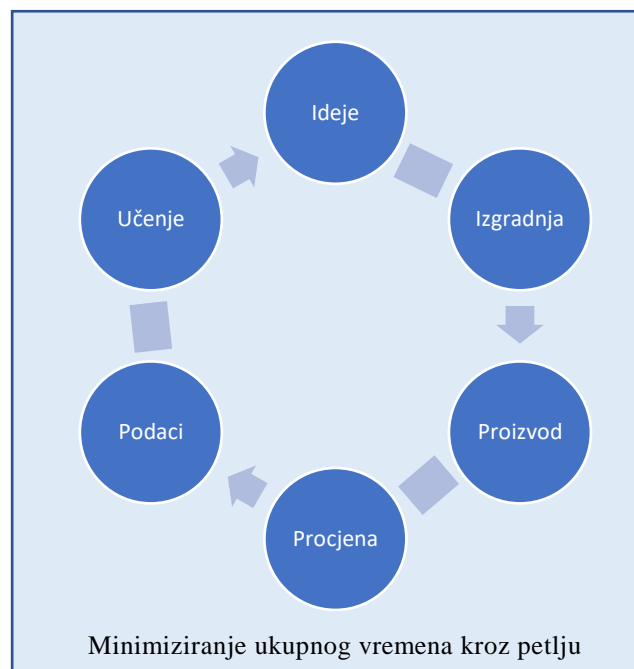 Ideje
Izgradnja
Proizvod
Procjena
Podaci
Učenje
Minimiziranje ukupnog vremena kroz petlju